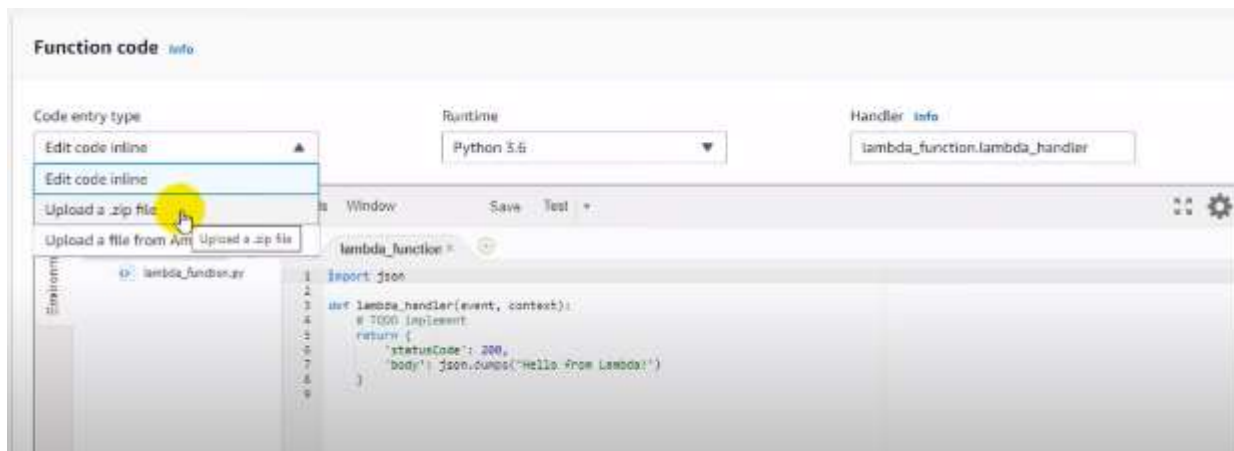 Function code Info
Code entry type
Runtime
Handler Info
Edit code inline
Python 3.6
lambda_function.lambda_handler
Edit code inline
Upload a .zip file
Upload a file from Am
Upload a .zip file
Window
Save
Test
lambda_function
Environm
lambda_function.py
1 import json
2
3 def lambda_handler(event, context):
4 # TODO implement
5 return {
6 'statusCode': 200,
7 'body': json.dumps('Hello from Lambda!')
8 }
9